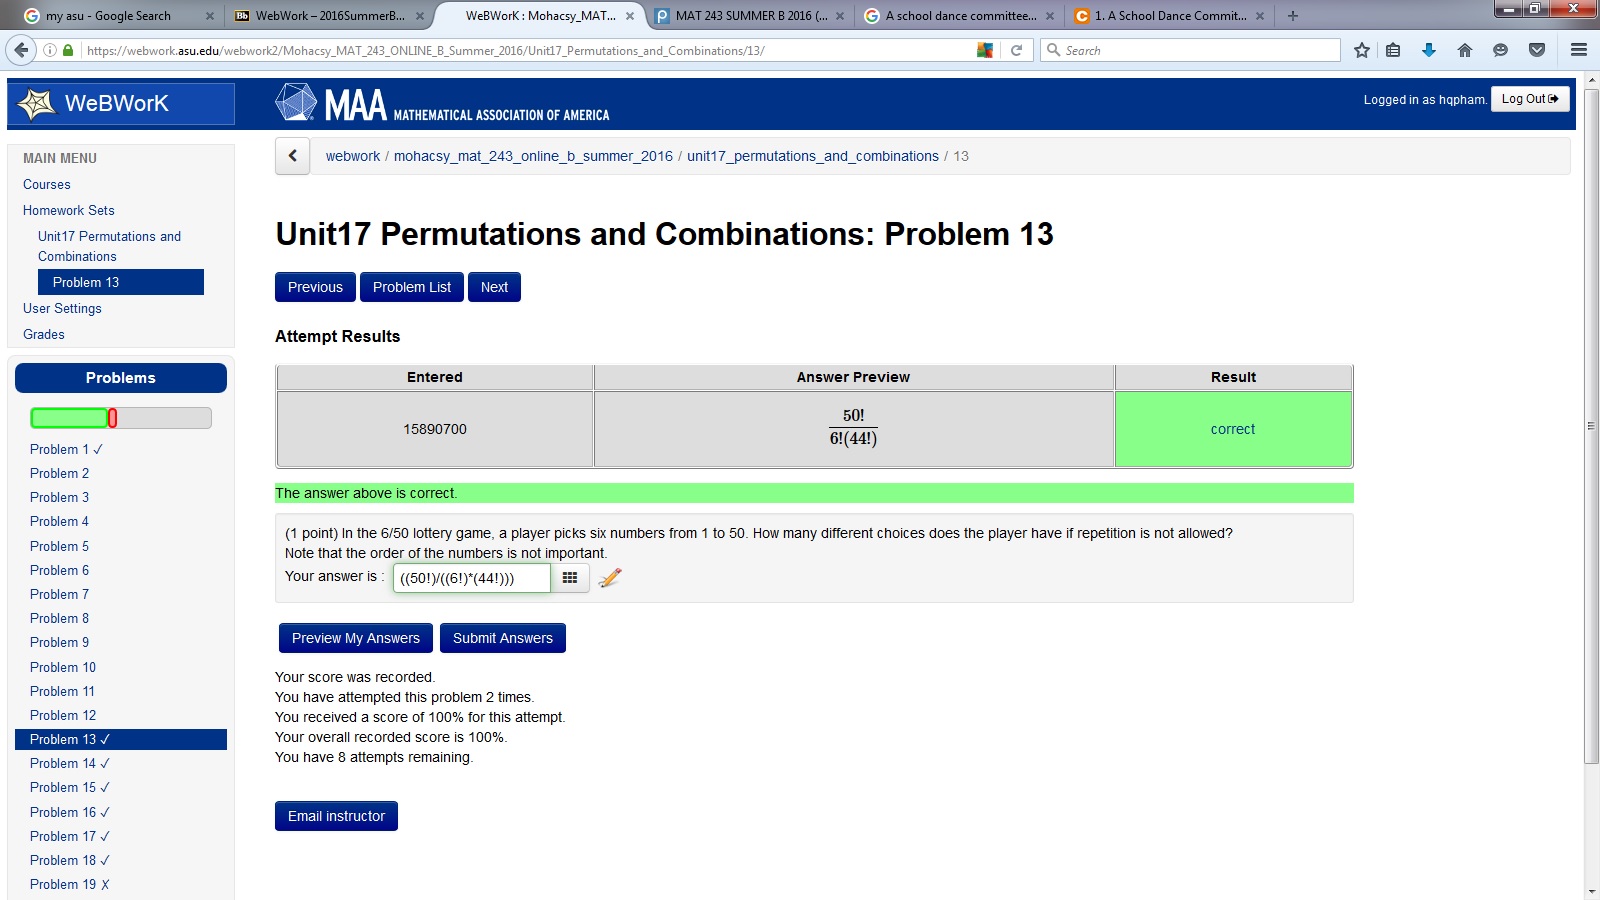 my asu - Google Search
WebWork – 2016SummerB...
WeBWorK : Mohacsy_MAT...
MAT 243 SUMMER B 2016 (...
A school dance committee...
1. A School Dance Commit...
https://webwork.asu.edu/webwork2/Mohacsy_MAT_243_ONLINE_B_Summer_2016/Unit17_Permutations_and_Combinations/13/
Search
WeBWorK
MAA MATHEMATICAL ASSOCIATION OF AMERICA
Logged in as hqpham.
Log Out
MAIN MENU
Courses
Homework Sets
Unit17 Permutations and
Combinations
Problem 13
User Settings
Grades
Problems
Problem 1 ✓
Problem 2
Problem 3
Problem 4
Problem 5
Problem 6
Problem 7
Problem 8
Problem 9
Problem 10
Problem 11
Problem 12
Problem 13 ✓
Problem 14 ✓
Problem 15 ✓
Problem 16 ✓
Problem 17 ✓
Problem 18 ✓
Problem 19 ✗
webwork / mohacsy_mat_243_online_b_summer_2016 / unit17_permutations_and_combinations / 13
Unit17 Permutations and Combinations: Problem 13
Previous
Problem List
Next
Attempt Results
Entered
Answer Preview
Result
15890700
50!
6!(44!)
correct
The answer above is correct.
(1 point) In the 6/50 lottery game, a player picks six numbers from 1 to 50. How many different choices does the player have if repetition is not allowed?
Note that the order of the numbers is not important.
Your answer is : ((50!)/((6!)*(44!)))
Preview My Answers
Submit Answers
Your score was recorded.
You have attempted this problem 2 times.
You received a score of 100% for this attempt.
Your overall recorded score is 100%.
You have 8 attempts remaining.
Email instructor